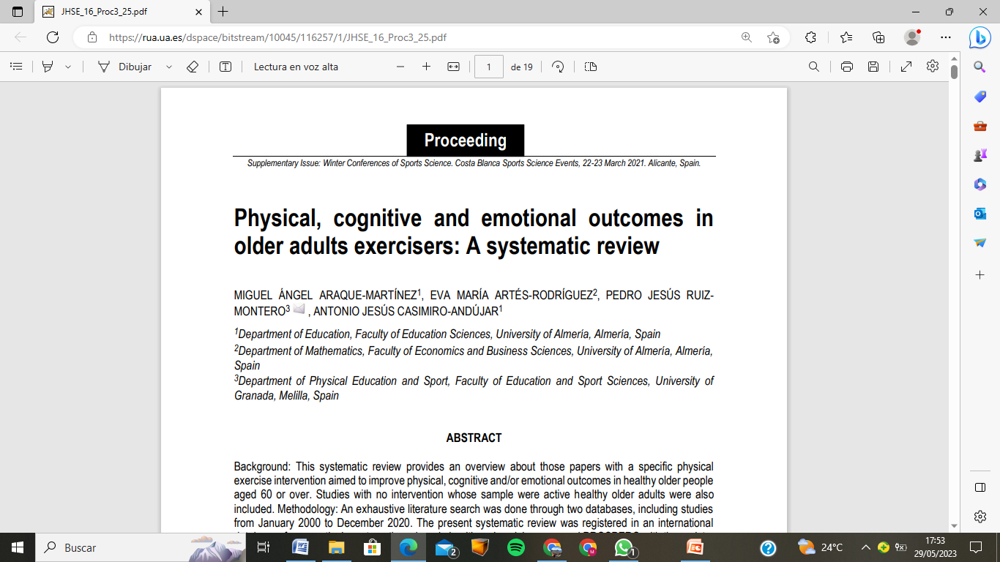 JHSE_16_Proc3_25.pdf
https://rua.ua.es/dspace/bitstream/10045/116257/1/JHSE_16_Proc3_25.pdf
Dibujar
Lectura en voz alta
1
de 19
Proceeding
Supplementary Issue: Winter Conferences of Sports Science. Costa Blanca Sports Science Events, 22-23 March 2021. Alicante, Spain.
Physical, cognitive and emotional outcomes in
older adults exercisers: A systematic review
MIGUEL ÁNGEL ARAQUE-MARTÍNEZ1, EVA MARÍA ARTÉS-RODRÍGUEZ2, PEDRO JESÚS RUIZ-
MONTERO3 , ANTONIO JESÚS CASIMIRO-ANDÚJAR1
1Department of Education, Faculty of Education Sciences, University of Almería, Almería, Spain
2Department of Mathematics, Faculty of Economics and Business Sciences, University of Almería, Almería,
Spain
3Department of Physical Education and Sport, Faculty of Education and Sport Sciences, University of
Granada, Melilla, Spain
ABSTRACT
Background: This systematic review provides an overview about those papers with a specific physical
exercise intervention aimed to improve physical, cognitive and/or emotional outcomes in healthy older people
aged 60 or over. Studies with no intervention whose sample were active healthy older adults were also
included. Methodology: An exhaustive literature search was done through two databases, including studies
from January 2000 to December 2020. The present systematic review was registered in an international
Buscar
2
1
24°C
17:53
29/05/2023